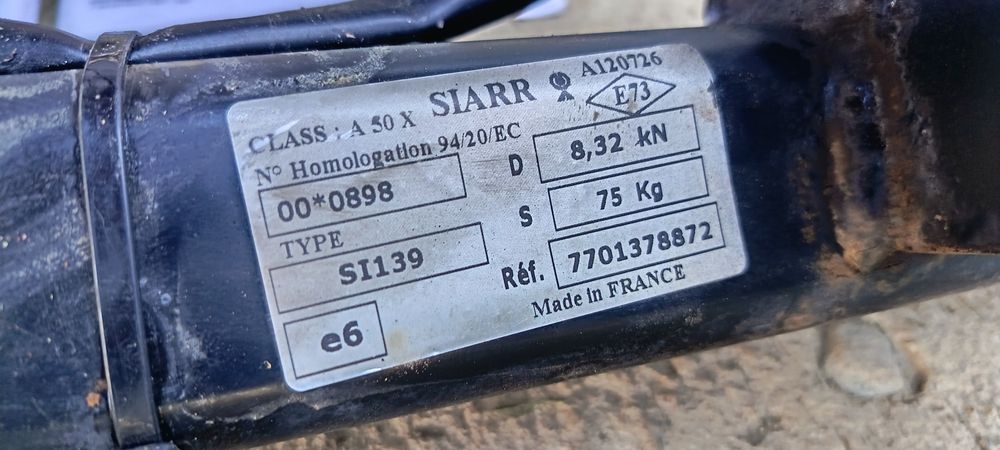 SIARR A120726
CLASS : A 50 X
E73
N° Homologation 94/20/EC
00*0898
D 8,32 kN
TYPE
SI139
S 75 Kg
e6
Réf. 7701378872
Made in FRANCE